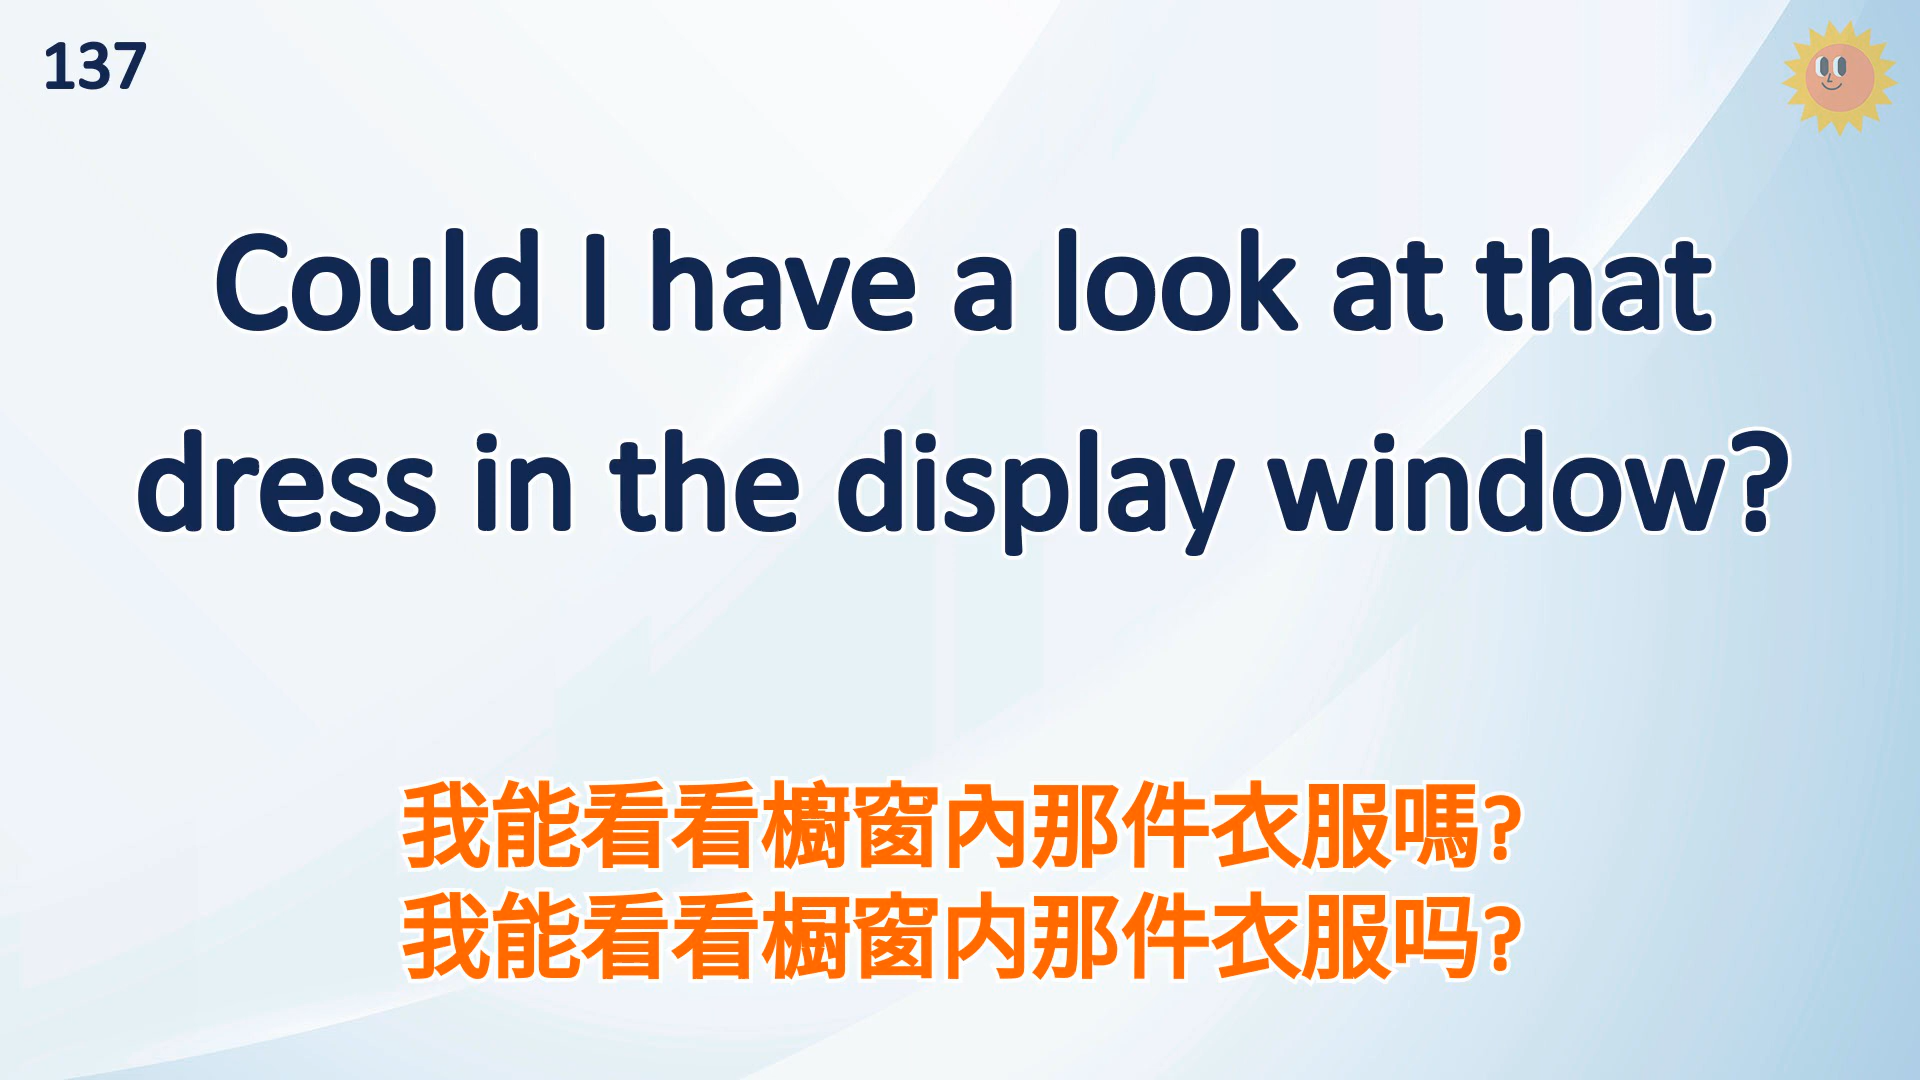 137
Could I have a look at that
dress in the display window?
我能看看櫥窗內那件衣服嗎?
我能看看橱窗内那件衣服吗?